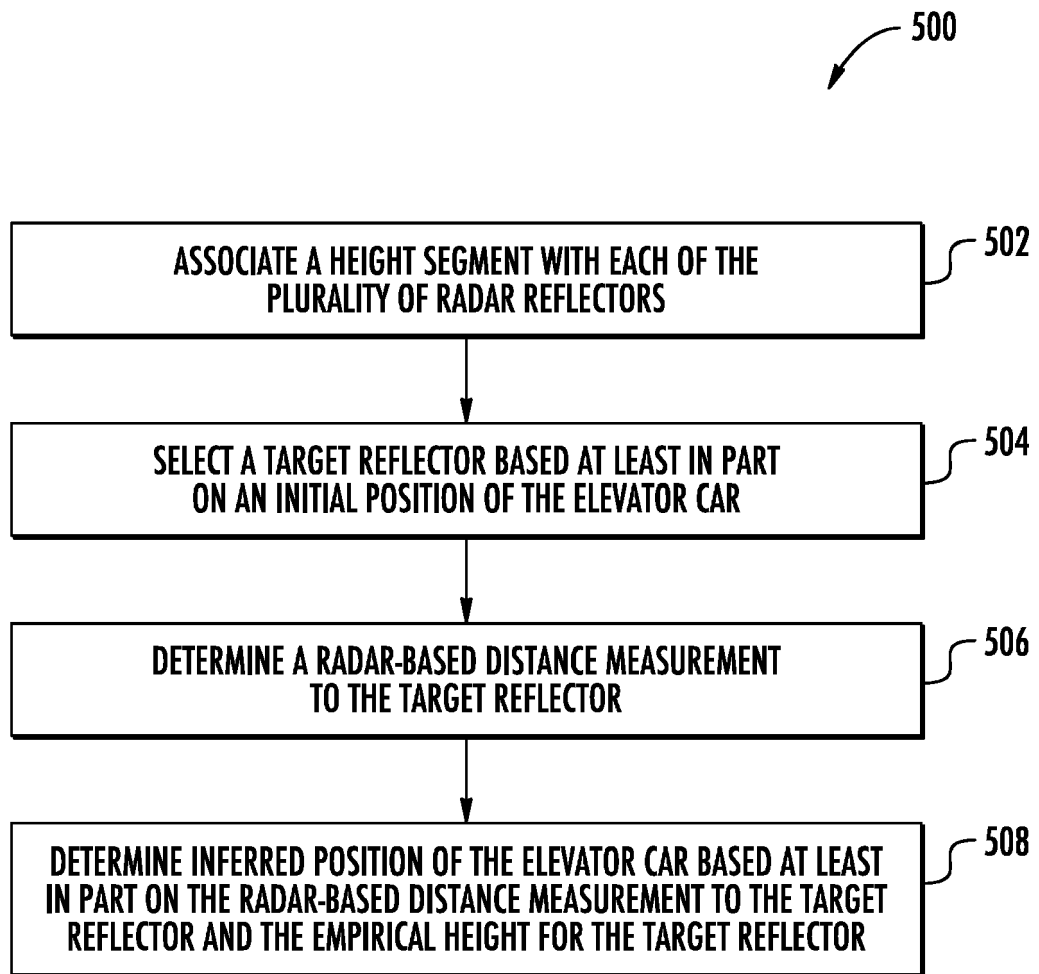 500
ASSOCIATE A HEIGHT SEGMENT WITH EACH OF THE
PLURALITY OF RADAR REFLECTORS
502
SELECT A TARGET REFLECTOR BASED AT LEAST IN PART
ON AN INITIAL POSITION OF THE ELEVATOR CAR
504
DETERMINE A RADAR-BASED DISTANCE MEASUREMENT
TO THE TARGET REFLECTOR
506
DETERMINE INFERRED POSITION OF THE ELEVATOR CAR BASED AT LEAST
IN PART ON THE RADAR-BASED DISTANCE MEASUREMENT TO THE TARGET
REFLECTOR AND THE EMPIRICAL HEIGHT FOR THE TARGET REFLECTOR
508